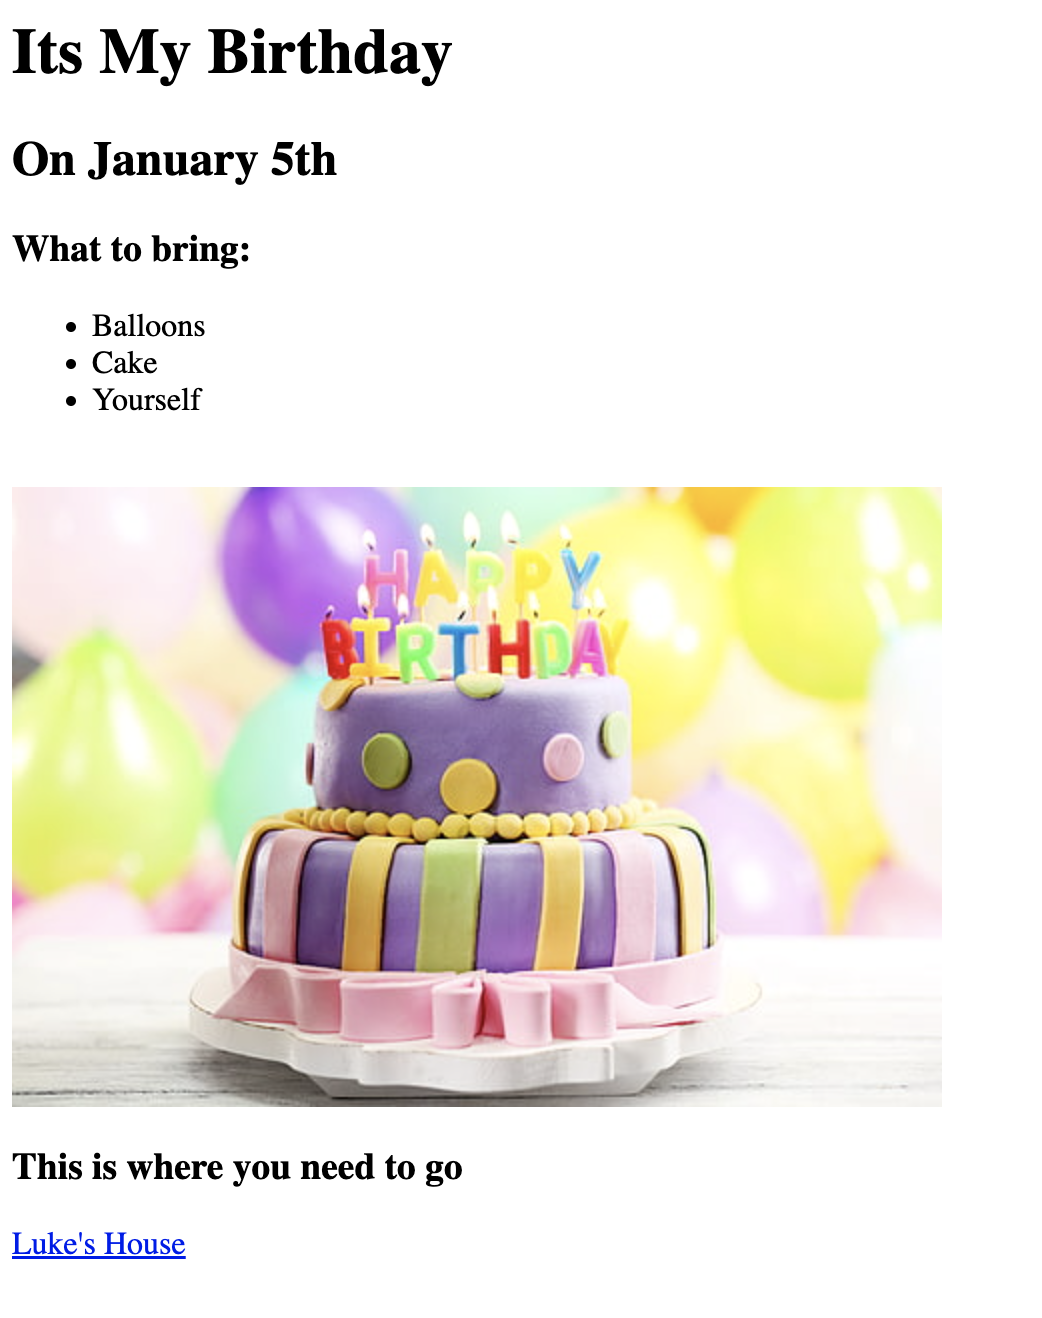 Its My Birthday
On January 5th
What to bring:
Balloons
Cake
Yourself
HAPPY
BIRTHDAY
This is where you need to go
Luke's House